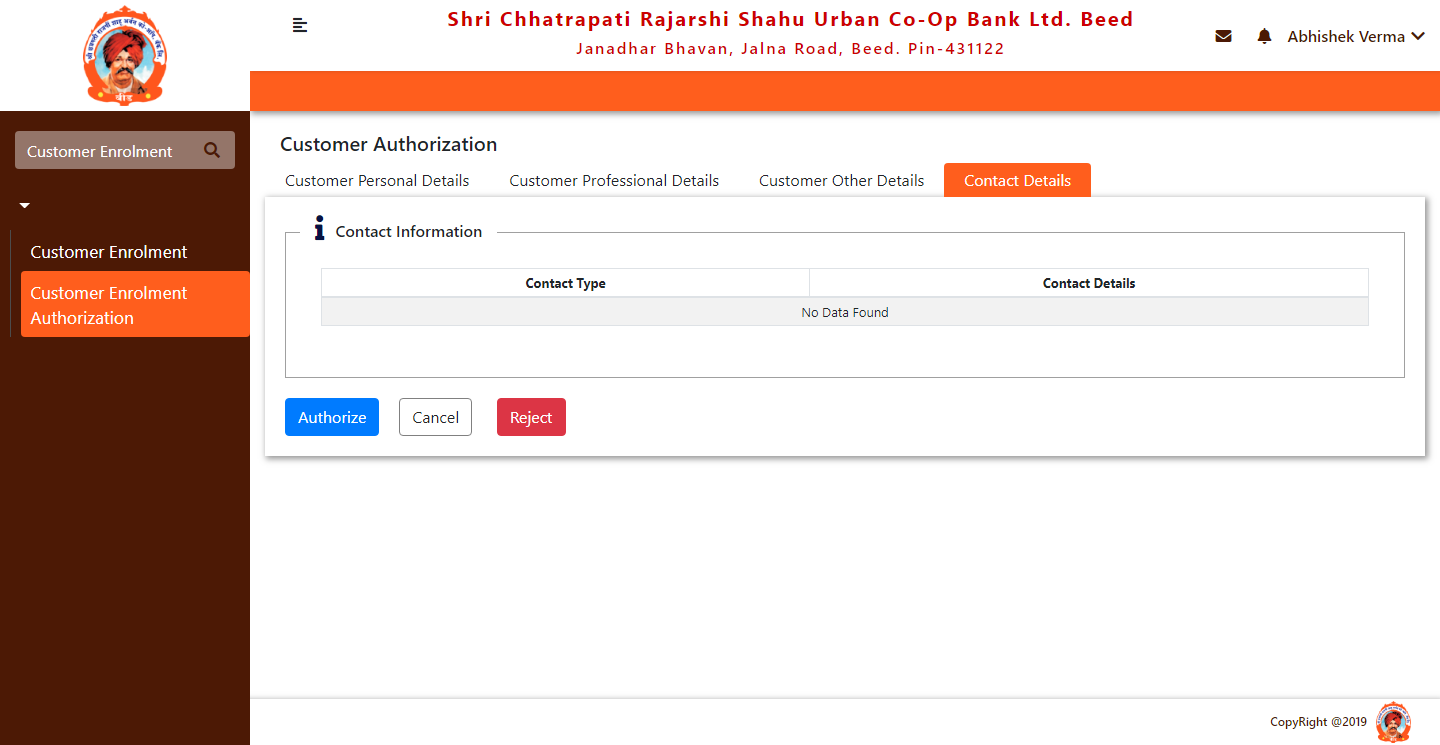 Shri Chhatrapati Rajarshi Shahu Urban Co-Op Bank Ltd. Beed
Janadhar Bhavan, Jalna Road, Beed. Pin-431122
Abhishek Verma
बीड
Customer Enrolment
Customer Enrolment
Customer Enrolment
Authorization
Customer Authorization
Customer Personal Details
Customer Professional Details
Customer Other Details
Contact Details
Contact Information
Contact Type
Contact Details
No Data Found
Authorize
Cancel
Reject
CopyRight @2019